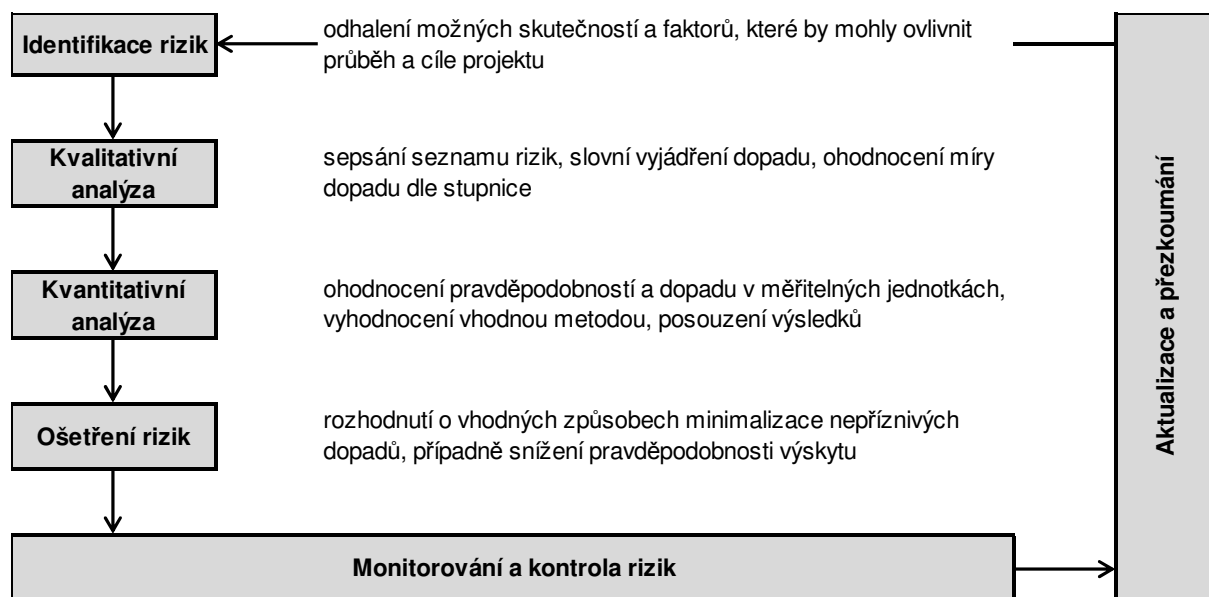 Identifikace rizik
odhalení možných skutečností a faktorů, které by mohly ovlivnit
průběh a cíle projektu
Kvalitativní
analýza
sepsání seznamu rizik, slovní vyjádření dopadu, ohodnocení míry
dopadu dle stupnice
Kvantitativní
analýza
ohodnocení pravděpodobností a dopadu v měřitelných jednotkách,
vyhodnocení vhodnou metodou, posouzení výsledků
Ošetření rizik
rozhodnutí o vhodných způsobech minimalizace nepříznivých
dopadů, případně snížení pravděpodobnosti výskytu
Monitorování a kontrola rizik
Aktualizace a přezkoumání